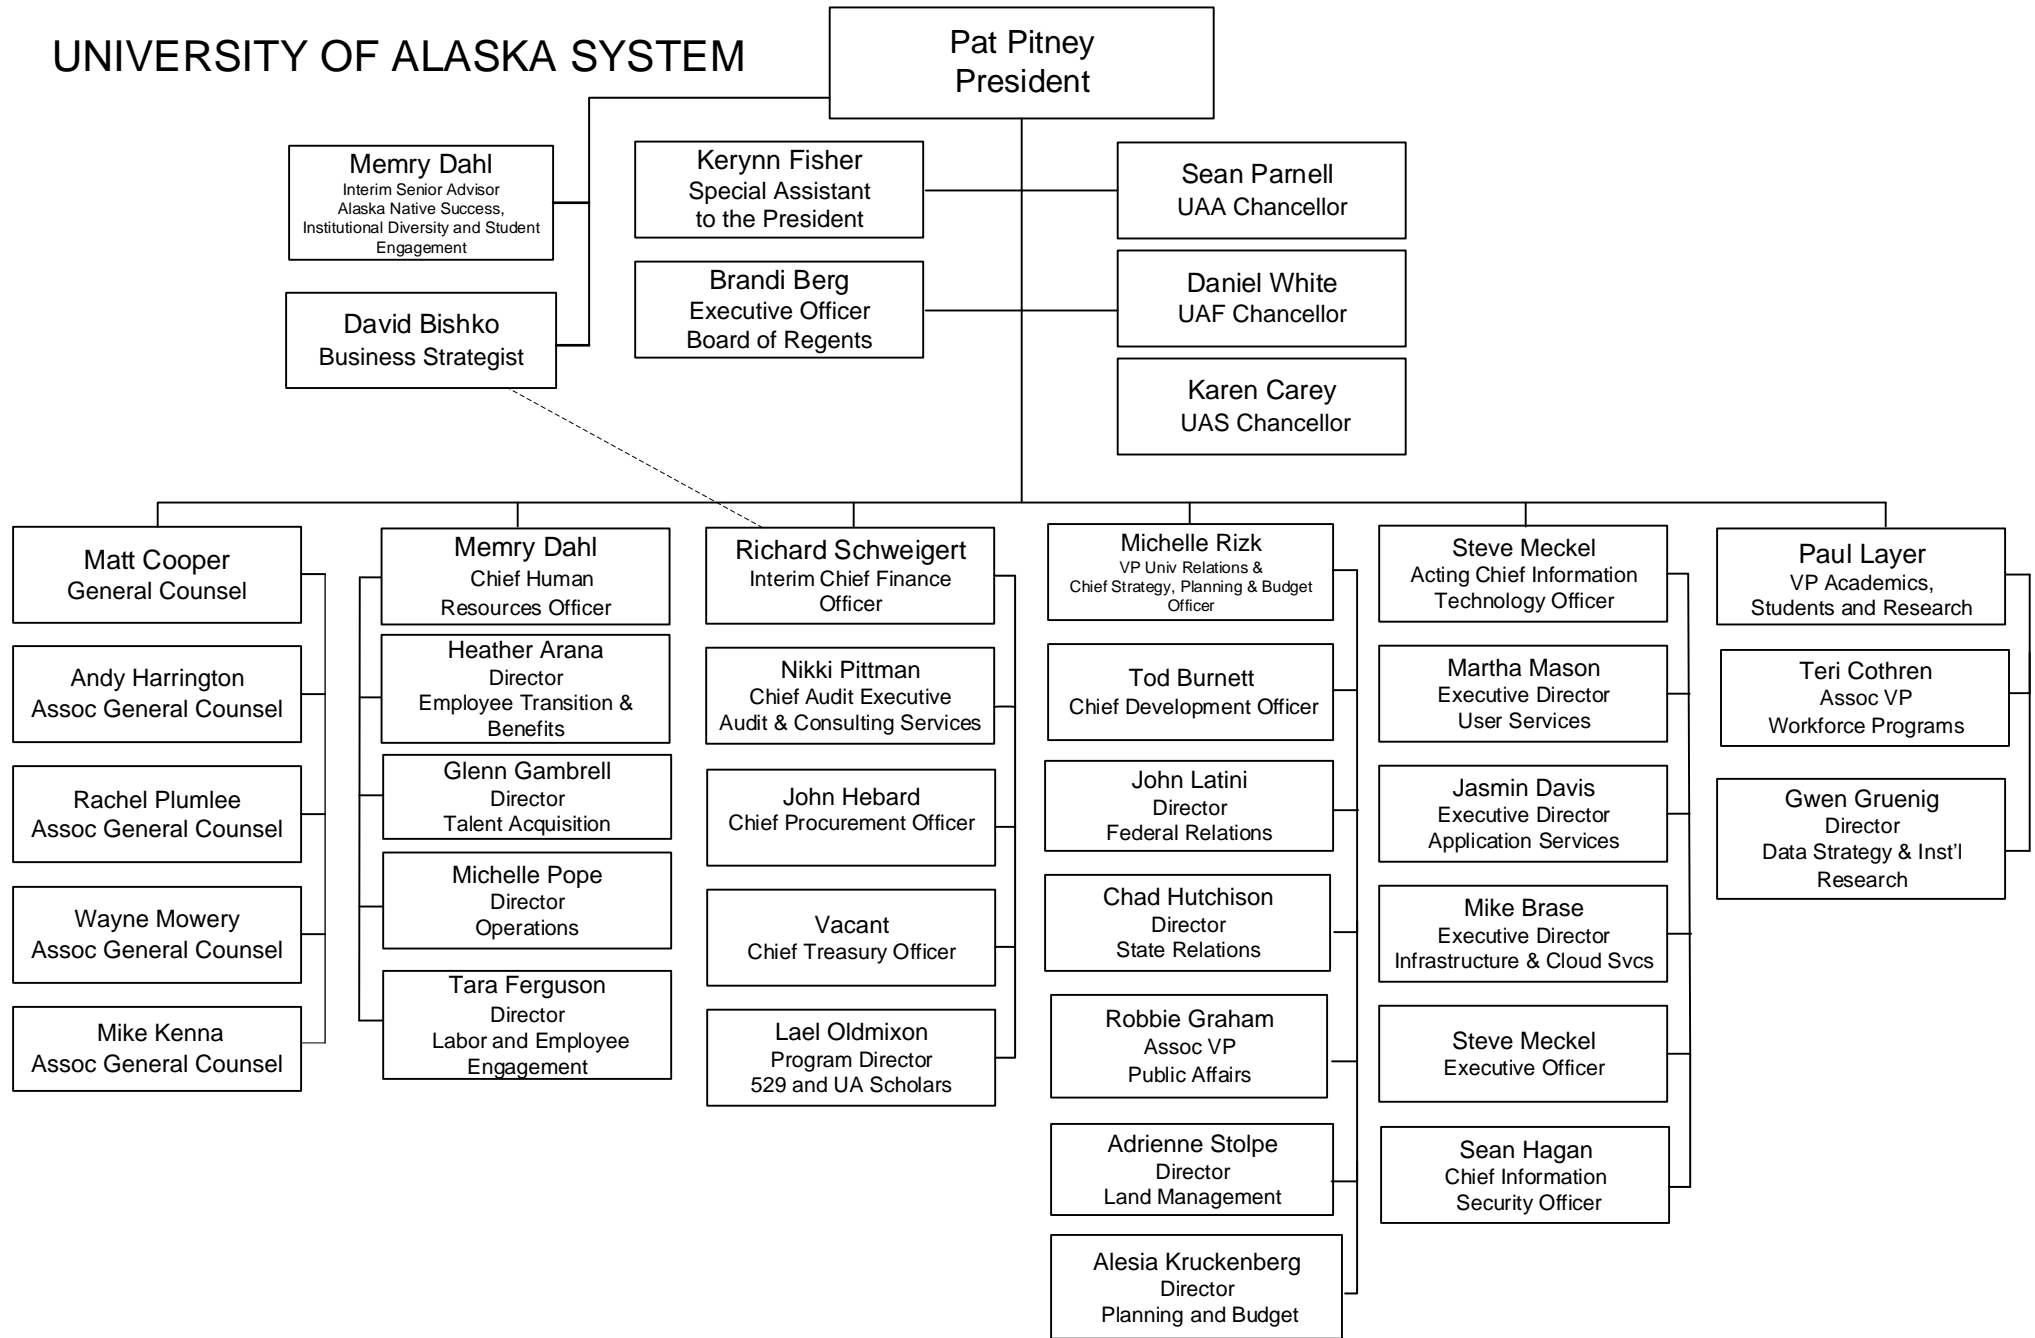 UNIVERSITY OF ALASKA SYSTEM
Pat Pitney
President
Memry Dahl
Interim Senior Advisor
Alaska Native Success,
Institutional Diversity and Student
Engagement
David Bishko
Business Strategist
Kerynn Fisher
Special Assistant
to the President
Brandi Berg
Executive Officer
Board of Regents
Sean Parnell
UAA Chancellor
Daniel White
UAF Chancellor
Karen Carey
UAS Chancellor
Matt Cooper
General Counsel
Andy Harrington
Assoc General Counsel
Rachel Plumlee
Assoc General Counsel
Wayne Mowery
Assoc General Counsel
Mike Kenna
Assoc General Counsel
Memry Dahl
Chief Human
Resources Officer
Heather Arana
Director
Employee Transition &
Benefits
Glenn Gambrell
Director
Talent Acquisition
Michelle Pope
Director
Operations
Tara Ferguson
Director
Labor and Employee
Engagement
Richard Schweigert
Interim Chief Finance
Officer
Nikki Pittman
Chief Audit Executive
Audit & Consulting Services
John Hebard
Chief Procurement Officer
Vacant
Chief Treasury Officer
Lael Oldmixon
Program Director
529 and UA Scholars
Michelle Rizk
VP Univ Relations &
Chief Strategy, Planning & Budget
Officer
Tod Burnett
Chief Development Officer
John Latini
Director
Federal Relations
Chad Hutchison
Director
State Relations
Robbie Graham
Assoc VP
Public Affairs
Adrienne Stolpe
Director
Land Management
Alesia Kruckenberg
Director
Planning and Budget
Steve Meckel
Acting Chief Information
Technology Officer
Martha Mason
Executive Director
User Services
Jasmin Davis
Executive Director
Application Services
Mike Brase
Executive Director
Infrastructure & Cloud Svcs
Steve Meckel
Executive Officer
Sean Hagan
Chief Information
Security Officer
Paul Layer
VP Academics,
Students and Research
Teri Cothren
Assoc VP
Workforce Programs
Gwen Gruenig
Director
Data Strategy & Inst'l
Research